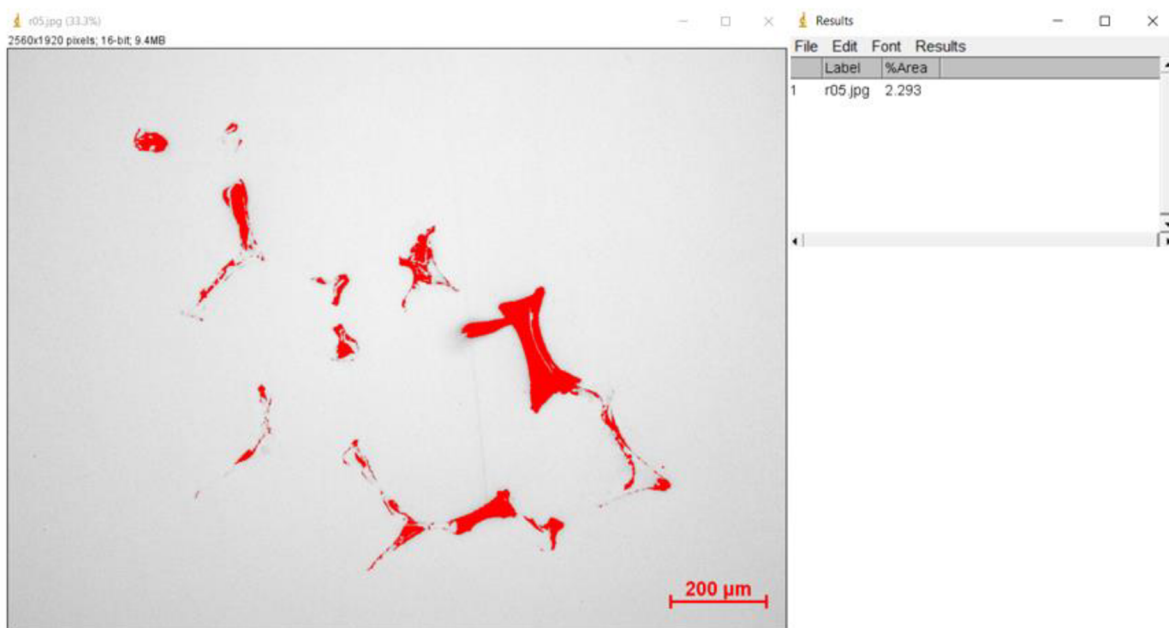 r05.jpg (33.3%)
2560x1920 pixels; 16-bit; 9.4MB
200 µm
Results
File Edit Font Results
Label %Area
1 r05.jpg 2.293